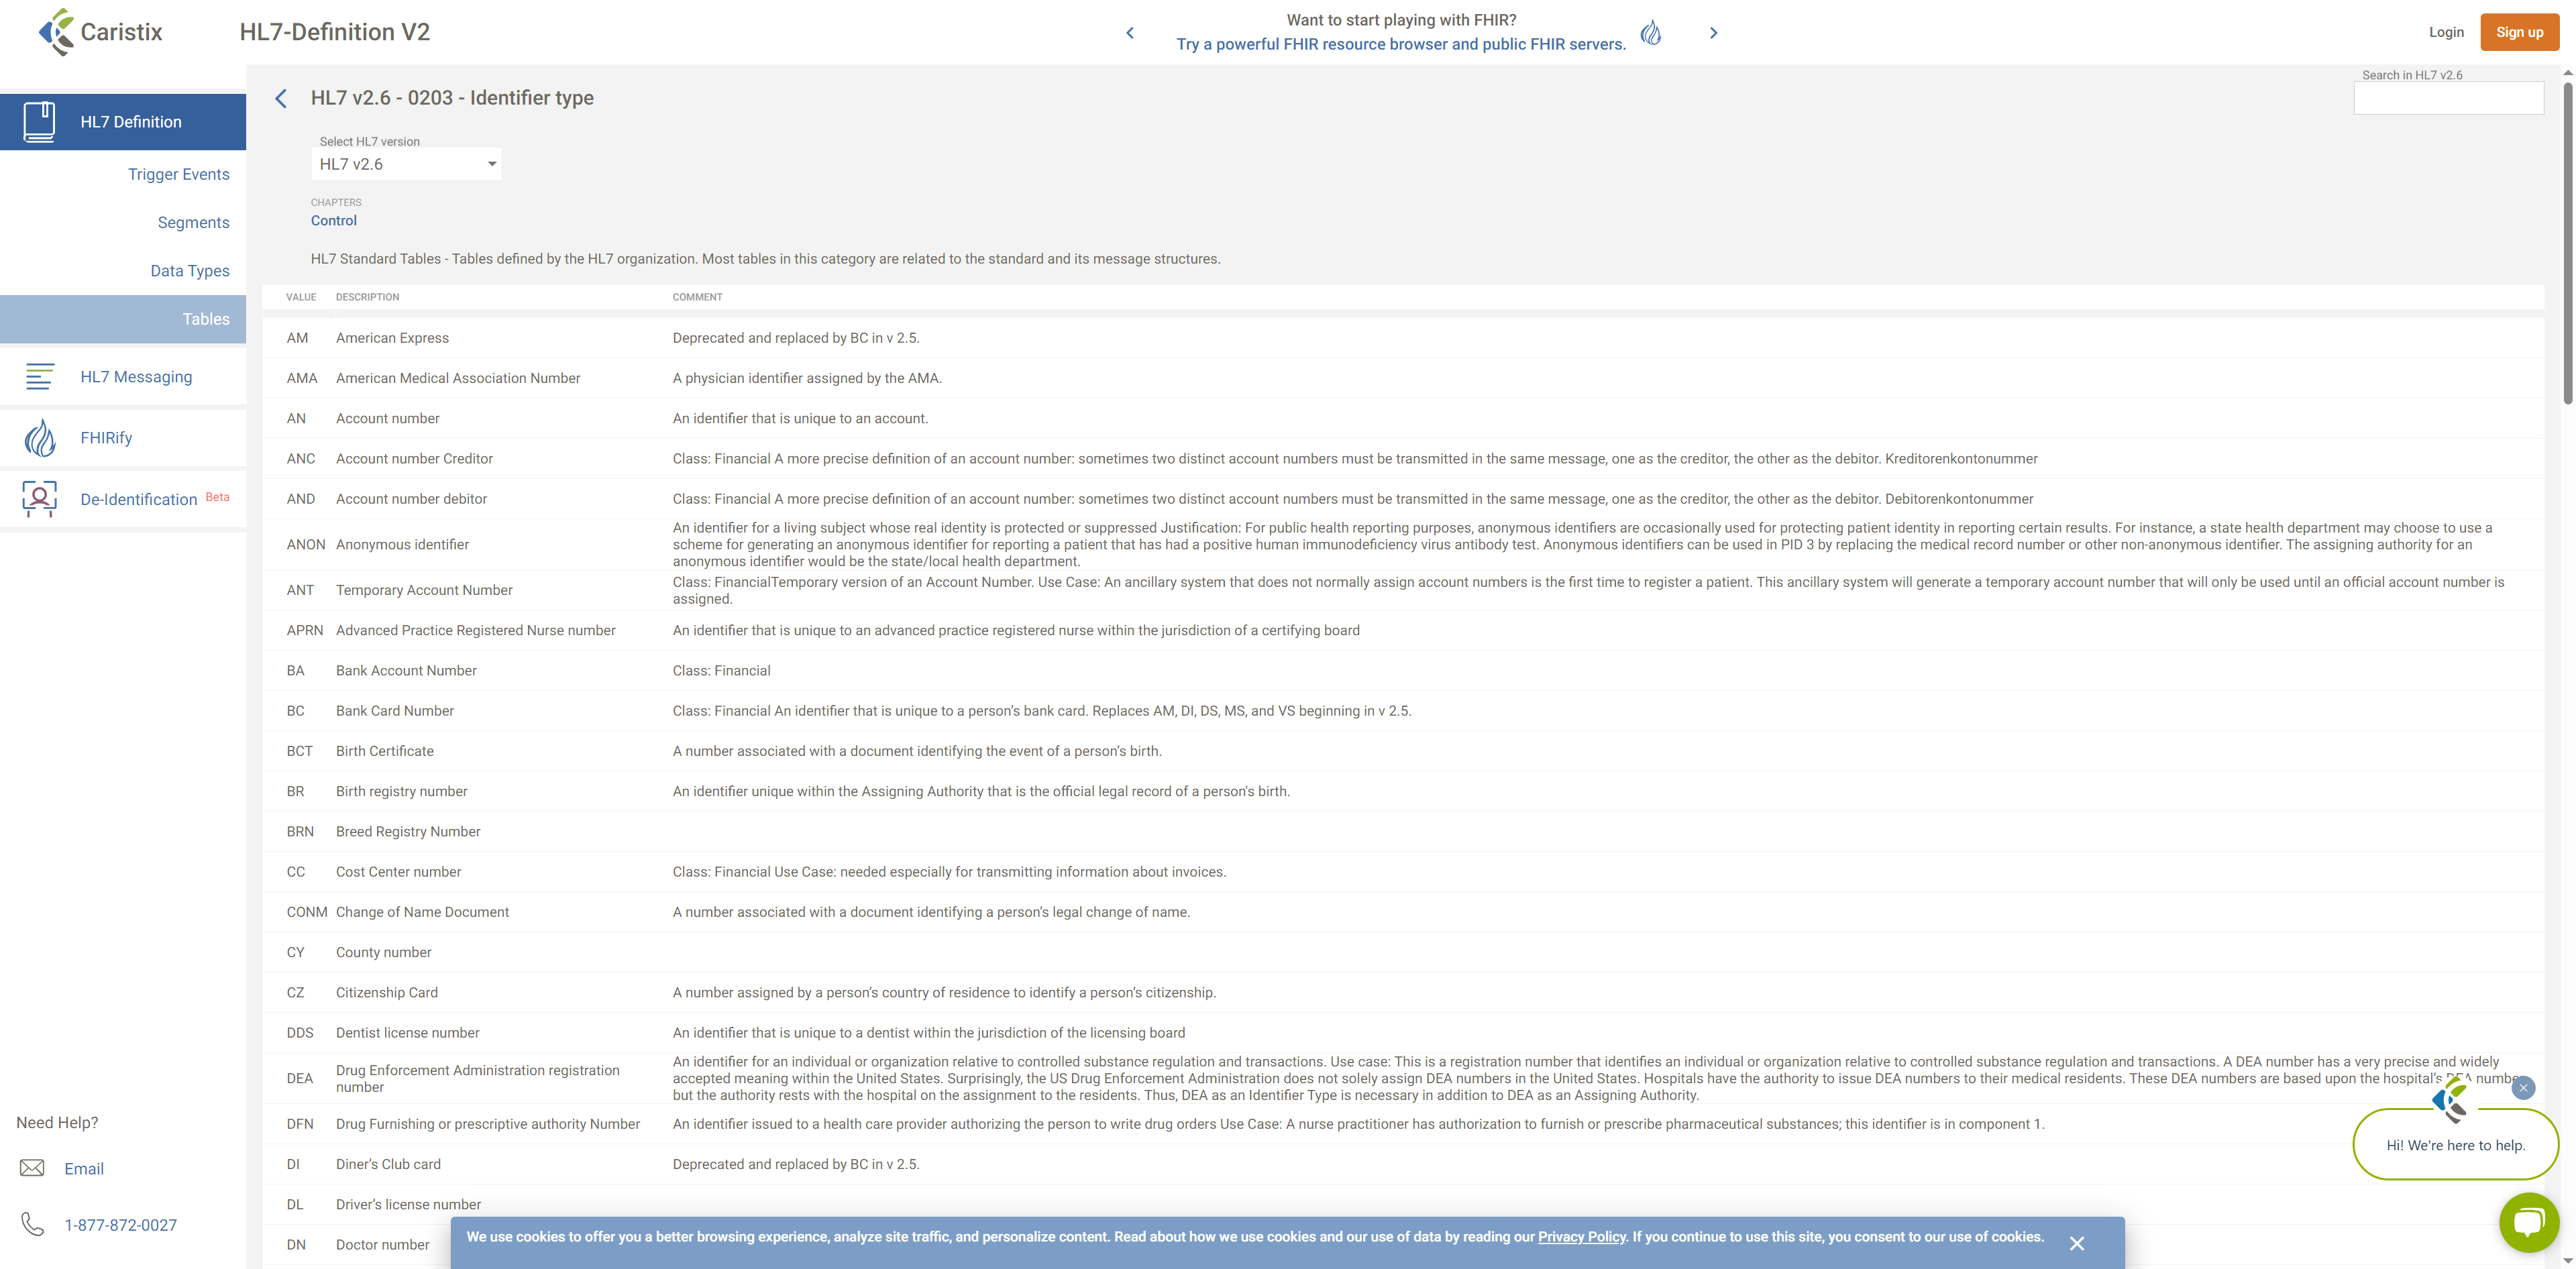 Caristix
HL7-Definition V2
Want to start playing with FHIR?
Try a powerful FHIR resource browser and public FHIR servers.
Login
Sign up
HL7 Definition
Trigger Events
Segments
Data Types
Tables
HL7 Messaging
FHIRify
De-Identification Beta
Need Help?
Email
1-877-872-0027
HL7 v2.6 - 0203 - Identifier type
Search in HL7 v2.6
Select HL7 version
HL7 v2.6
CHAPTERS
Control
HL7 Standard Tables - Tables defined by the HL7 organization. Most tables in this category are related to the standard and its message structures.
VALUE DESCRIPTION COMMENT
AM American Express Deprecated and replaced by BC in v 2.5.
AMA American Medical Association Number A physician identifier assigned by the AMA.
AN Account number An identifier that is unique to an account.
ANC Account number Creditor Class: Financial A more precise definition of an account number: sometimes two distinct account numbers must be transmitted in the same message, one as the creditor, the other as the debitor. Kreditorenkontonummer
AND Account number debitor Class: Financial A more precise definition of an account number: sometimes two distinct account numbers must be transmitted in the same message, one as the creditor, the other as the debitor. Debitorenkontonummer
ANON Anonymous identifier
An identifier for a living subject whose real identity is protected or suppressed Justification: For public health reporting purposes, anonymous identifiers are occasionally used for protecting patient identity in reporting certain results. For instance, a state health department may choose to use a
scheme for generating an anonymous identifier for reporting a patient that has had a positive human immunodeficiency virus antibody test. Anonymous identifiers can be used in PID 3 by replacing the medical record number or other non-anonymous identifier. The assigning authority for an
anonymous identifier would be the state/local health department.
ANT Temporary Account Number
Class: FinancialTemporary version of an Account Number. Use Case: An ancillary system that does not normally assign account numbers is the first time to register a patient. This ancillary system will generate a temporary account number that will only be used until an official account number is
assigned.
APRN Advanced Practice Registered Nurse number An identifier that is unique to an advanced practice registered nurse within the jurisdiction of a certifying board
BA Bank Account Number Class: Financial
BC Bank Card Number Class: Financial An identifier that is unique to a person's bank card. Replaces AM, DI, DS, MS, and VS beginning in v 2.5.
BCT Birth Certificate A number associated with a document identifying the event of a person's birth.
BR Birth registry number An identifier unique within the Assigning Authority that is the official legal record of a person's birth.
BRN Breed Registry Number
CC Cost Center number Class: Financial Use Case: needed especially for transmitting information about invoices.
CONM Change of Name Document A number associated with a document identifying a person's legal change of name.
CY County number
CZ Citizenship Card A number assigned by a person's country of residence to identify a person's citizenship.
DDS Dentist license number An identifier that is unique to a dentist within the jurisdiction of the licensing board
DEA Drug Enforcement Administration registration
number
An identifier for an individual or organization relative to controlled substance regulation and transactions. Use case: This is a registration number that identifies an individual or organization relative to controlled substance regulation and transactions. A DEA number has a very precise and widely
accepted meaning within the United States. Surprisingly, the US Drug Enforcement Administration does not solely assign DEA numbers in the United States. Hospitals have the authority to issue DEA numbers to their medical residents. These DEA numbers are based upon the hospital's DEA
but the authority rests with the hospital on the assignment to the residents. Thus, DEA as an Identifier Type is necessary in addition to DEA as an Assigning Authority.
DFN Drug Furnishing or prescriptive authority Number An identifier issued to a health care provider authorizing the person to write drug orders Use Case: A nurse practitioner has authorization to furnish or prescribe pharmaceutical substances; this identifier is in component 1.
DI Diner's Club card Deprecated and replaced by BC in v 2.5.
DL Driver's license number
DN Doctor number
Hi! We're here to help.
We use cookies to offer you a better browsing experience, analyze site traffic, and personalize content. Read about how we use cookies and our use of data by reading our Privacy Policy. If you continue to use this site, you consent to our use of cookies.